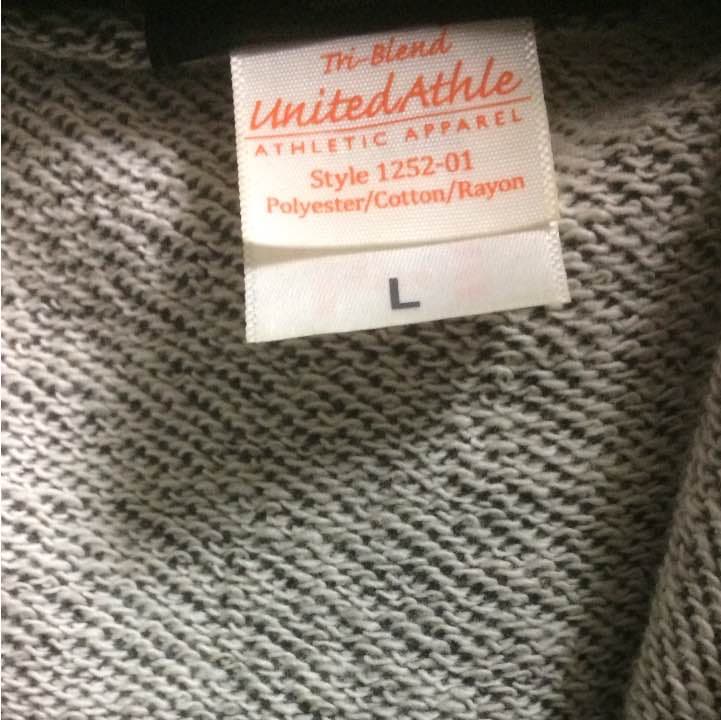 Tri-Blend
UnitedAthle
ATHLETIC APPAREL
Style 1252-01
Polyester/Cotton/Rayon
L